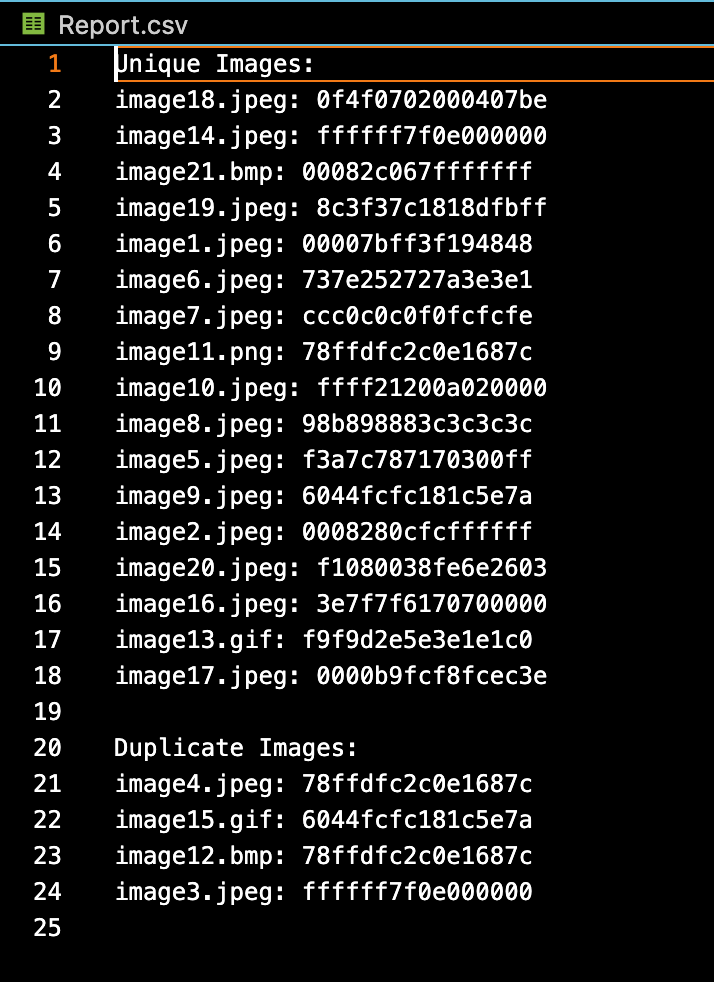 Report.csv
1 Unique Images:
2 image18.jpeg: 0f4f0702000407be
3 image14.jpeg: ffffff7f0e000000
4 image21.bmp: 00082c067fffffff
5 image19.jpeg: 8c3f37c1818dfbff
6 image1.jpeg: 00007bff3f194848
7 image6.jpeg: 737e252727a3e3e1
8 image7.jpeg: ccc0c0c0f0fcfcfe
9 image11.png: 78ffdfc2c0e1687c
10 image10.jpeg: ffff21200a020000
11 image8.jpeg: 98b898883c3c3c3c
12 image5.jpeg: f3a7c787170300ff
13 image9.jpeg: 6044fcfc181c5e7a
14 image2.jpeg: 0008280cfcffffff
15 image20.jpeg: f1080038fe6e2603
16 image16.jpeg: 3e7f7f6170700000
17 image13.gif: f9f9d2e5e3e1e1c0
18 image17.jpeg: 0000b9fcf8fcec3e
19
20 Duplicate Images:
21 image4.jpeg: 78ffdfc2c0e1687c
22 image15.gif: 6044fcfc181c5e7a
23 image12.bmp: 78ffdfc2c0e1687c
24 image3.jpeg: ffffff7f0e000000
25